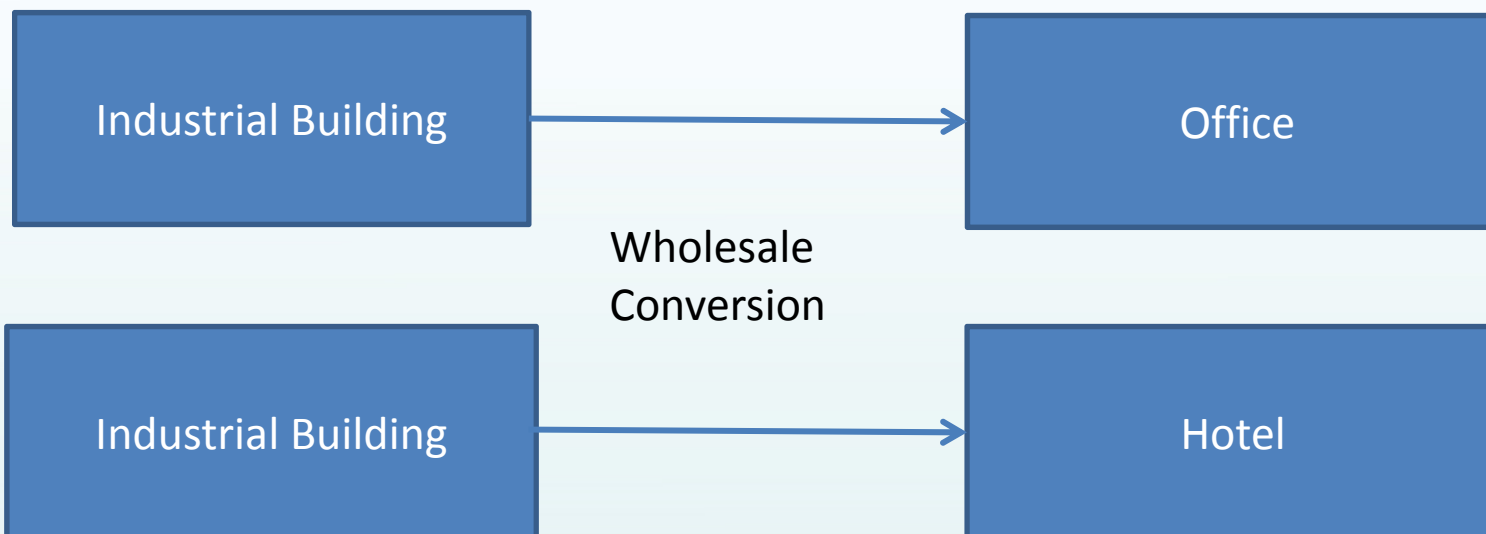 Industrial Building
Office
Wholesale
Conversion
Industrial Building
Hotel